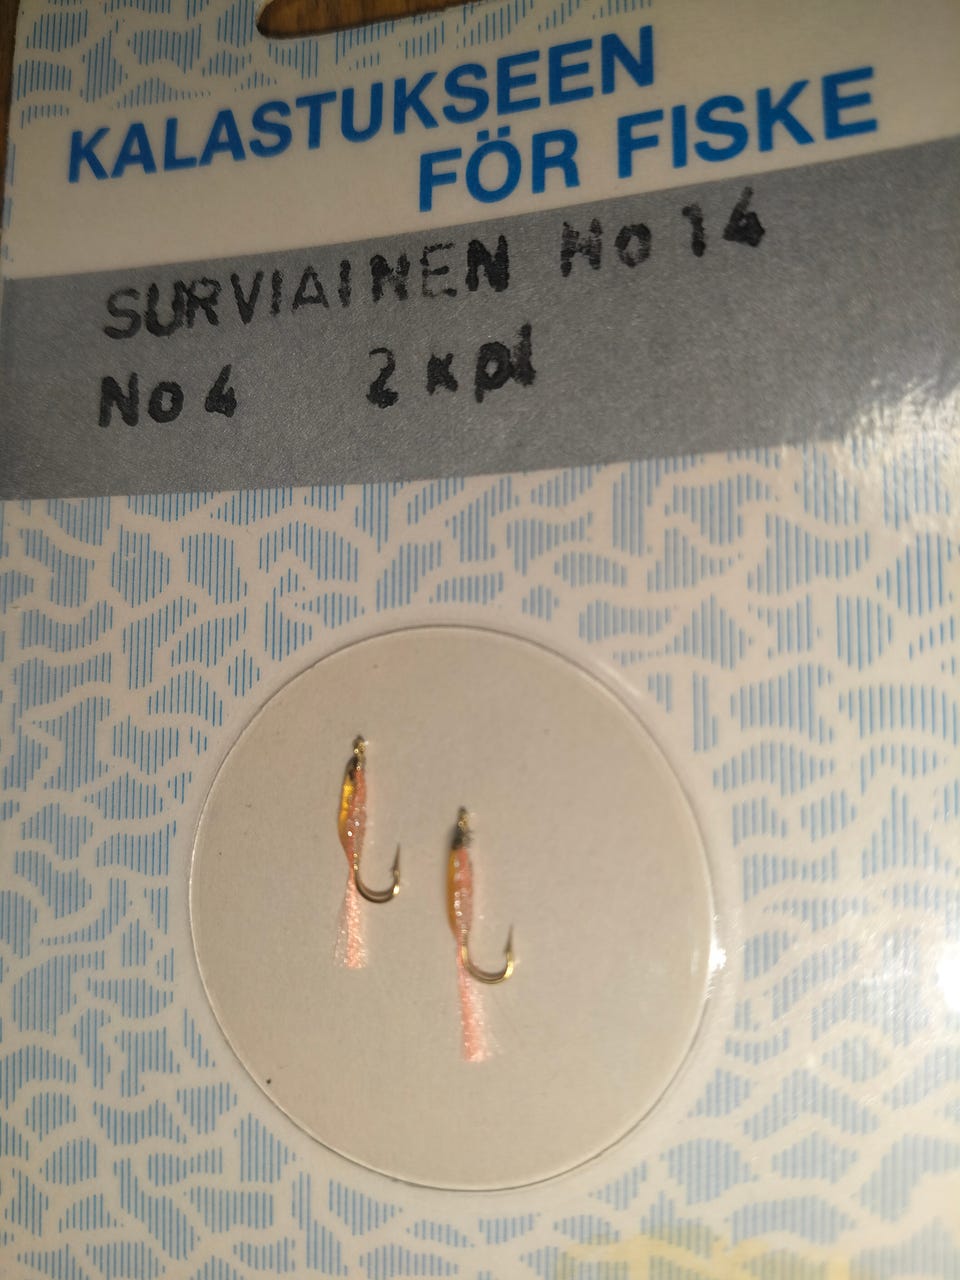 KALASTUKSEEN
FÖR FISKE
SURVIAINEN No 14
No 4 2 kpl